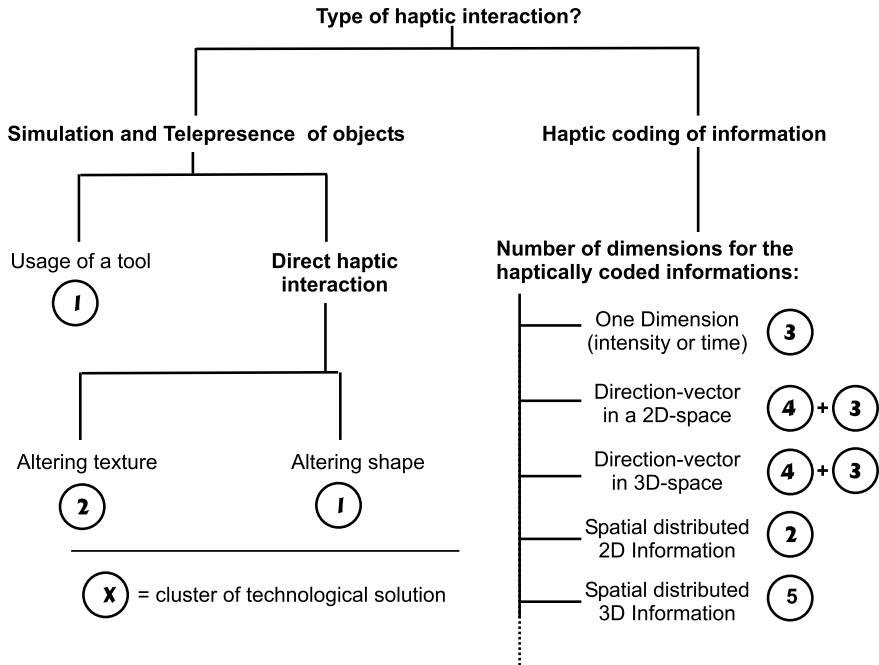 Type of haptic interaction?
Simulation and Telepresence of objects
Haptic coding of information
Usage of a tool
1
Direct haptic
interaction
Altering texture
2
Altering shape
1
X = cluster of technological solution
Number of dimensions for the
haptically coded informations:
One Dimension
(intensity or time)
3
Direction-vector
in a 2D-space
4 + 3
Direction-vector
in 3D-space
4 + 3
Spatial distributed
2D Information
2
Spatial distributed
3D Information
5